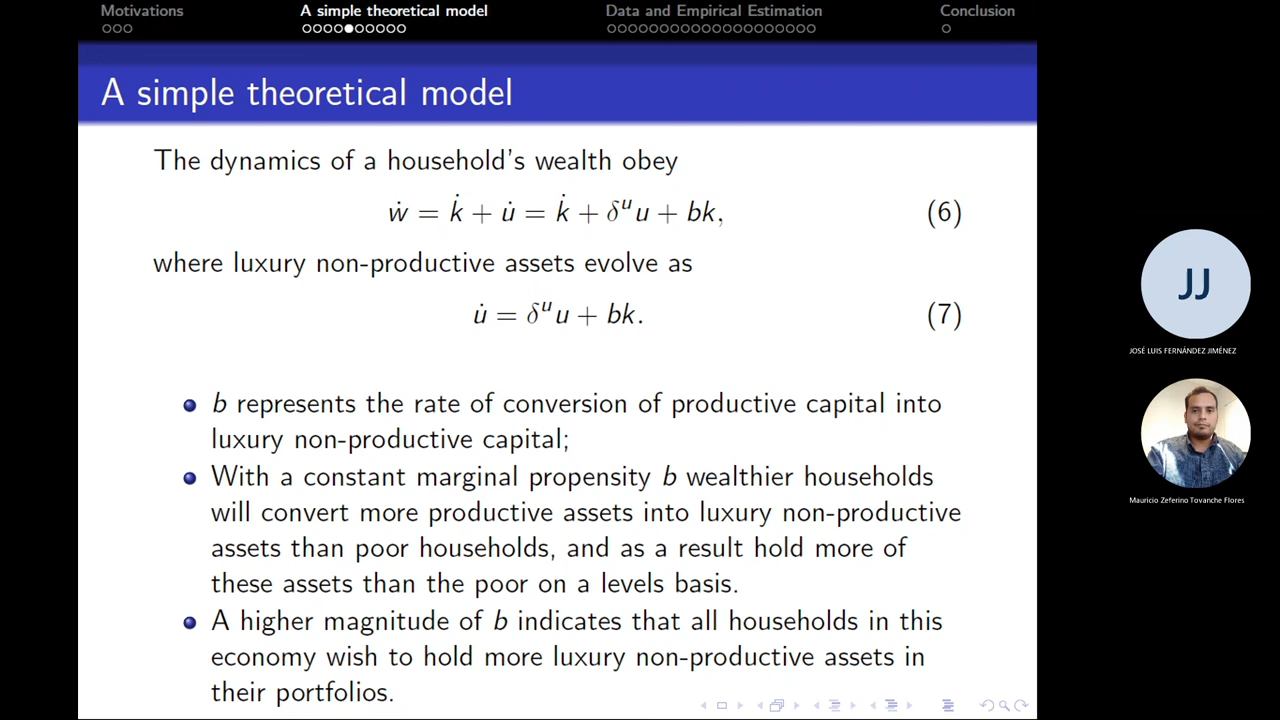 Motivations A simple theoretical model Data and Empirical Estimation Conclusion
A simple theoretical model
The dynamics of a household's wealth obey
ẇ = k̇ + u̇ = k̇ + δᵘu + bk, (6)
where luxury non-productive assets evolve as
u̇ = δᵘu + bk. (7)
b represents the rate of conversion of productive capital into
luxury non-productive capital;
With a constant marginal propensity b wealthier households
will convert more productive assets into luxury non-productive
assets than poor households, and as a result hold more of
these assets than the poor on a levels basis.
A higher magnitude of b indicates that all households in this
economy wish to hold more luxury non-productive assets in
their portfolios.
JJ
JOSÉ LUIS FERNÁNDEZ JIMÉNEZ
Mauricio Zeferino Tovanche Flores